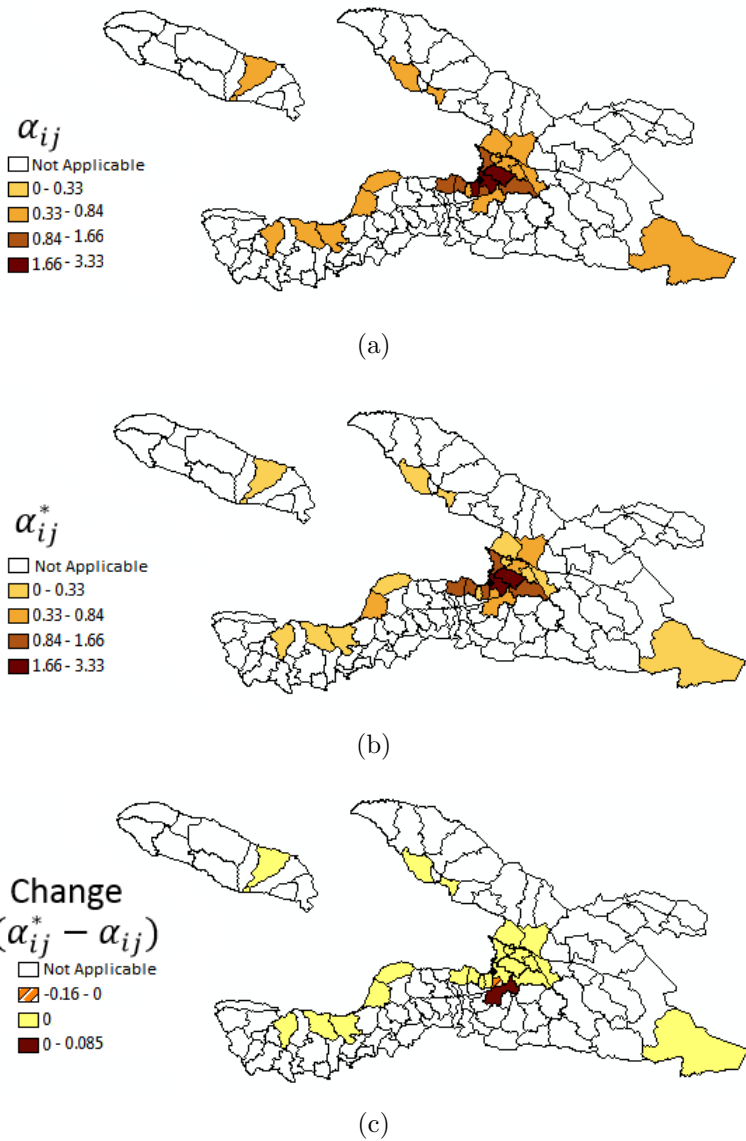 α_ij
Not Applicable
0 - 0.33
0.33 - 0.84
0.84 - 1.66
1.66 - 3.33
(a)
α*_ij
Not Applicable
0 - 0.33
0.33 - 0.84
0.84 - 1.66
1.66 - 3.33
(b)
Change
(α*_ij − α_ij)
Not Applicable
-0.16 - 0
0
0 - 0.085
(c)